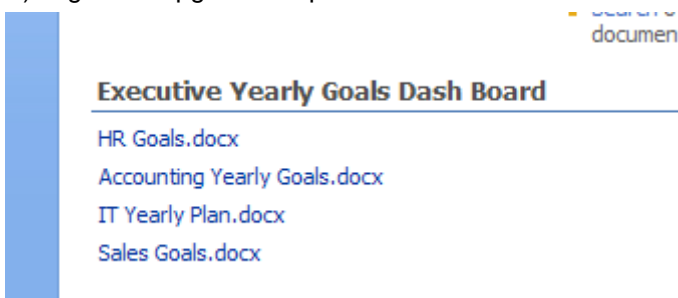 documen
Executive Yearly Goals Dash Board
HR Goals.docx
Accounting Yearly Goals.docx
IT Yearly Plan.docx
Sales Goals.docx